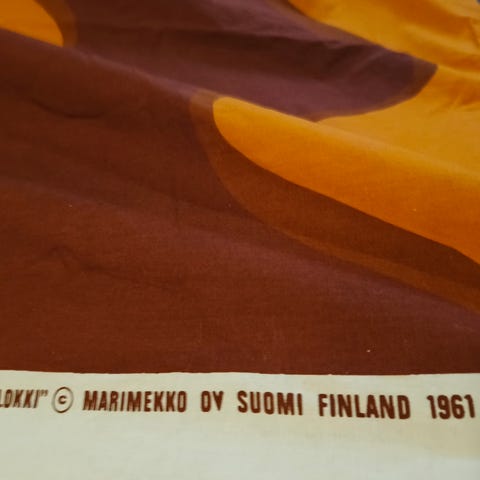 LOKKI" © MARIMEKKO OY SUOMI FINLAND 1961